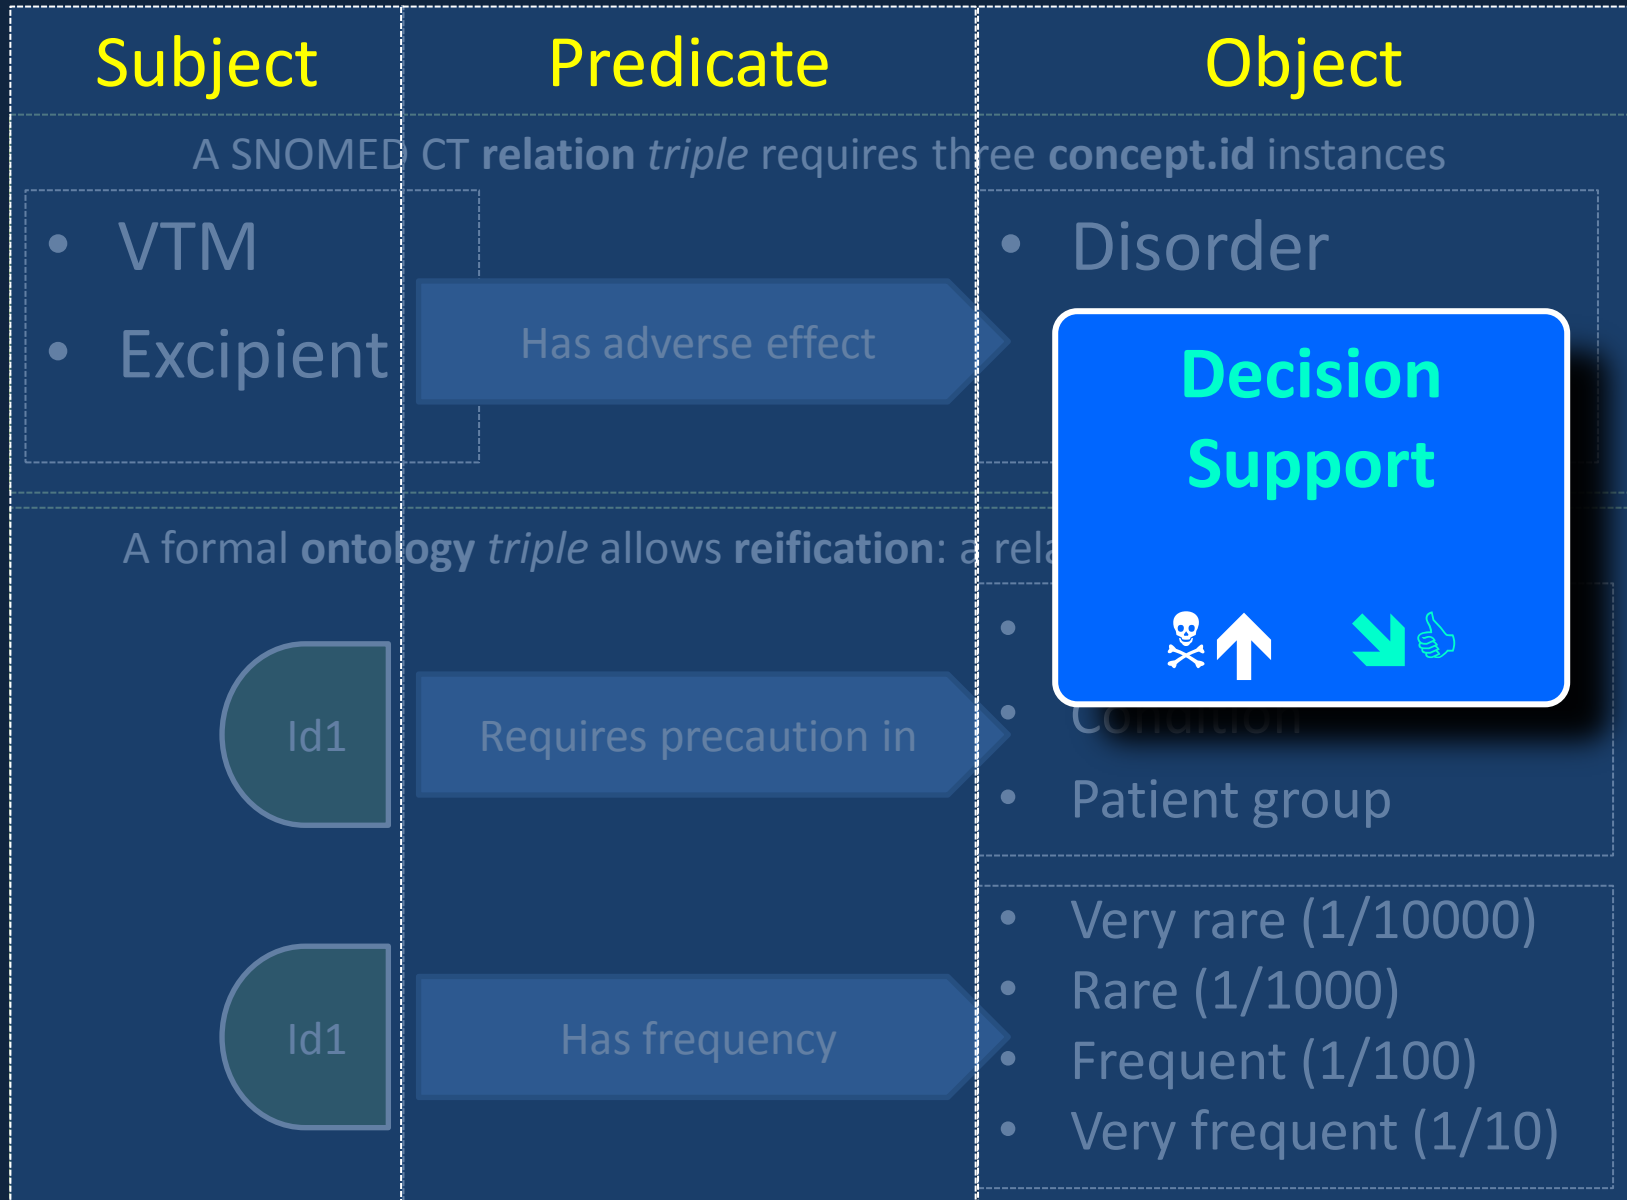 Subject Predicate Object
A SNOMED CT relation triple requires three concept.id instances
• VTM
• Excipient
Has adverse effect
• Disorder
Decision
Support
☠🡹 🡾👍
A formal ontology triple allows reification: a
Id1
Requires precaution in
•
• Condition
• Patient group
Id1
Has frequency
• Very rare (1/10000)
• Rare (1/1000)
• Frequent (1/100)
• Very frequent (1/10)